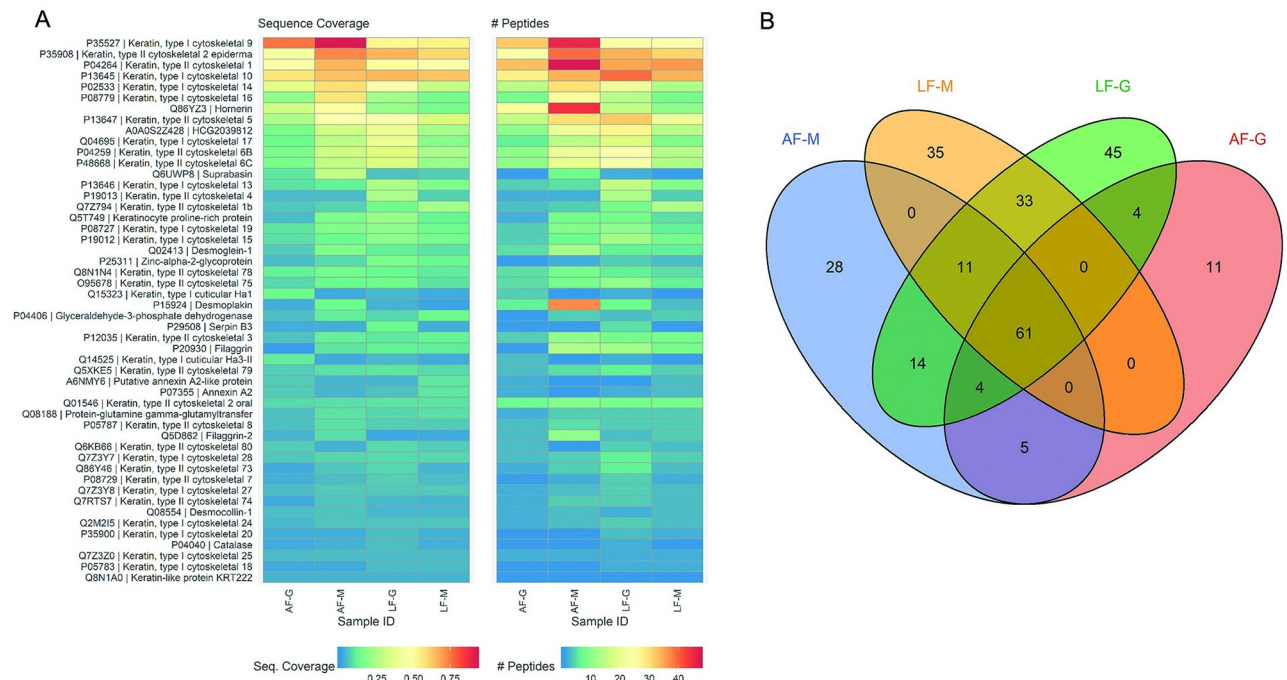 A
Sequence Coverage
# Peptides
P35527 | Keratin, type I cytoskeletal 9
P35908 | Keratin, type II cytoskeletal 2 epiderma
P04264 | Keratin, type II cytoskeletal 1
P13645 | Keratin, type I cytoskeletal 10
P02533 | Keratin, type I cytoskeletal 14
P08779 | Keratin, type I cytoskeletal 16
Q86YZ3 | Hornerin
P13647 | Keratin, type II cytoskeletal 5
A0A0S2Z428 | HCG2039812
Q04695 | Keratin, type I cytoskeletal 17
P04259 | Keratin, type II cytoskeletal 6B
P48668 | Keratin, type II cytoskeletal 6C
Q6UWP8 | Suprabasin
P13646 | Keratin, type I cytoskeletal 13
P19013 | Keratin, type II cytoskeletal 4
Q7Z794 | Keratin, type II cytoskeletal 1b
Q5T749 | Keratinocyte proline-rich protein
P08727 | Keratin, type I cytoskeletal 19
P19012 | Keratin, type I cytoskeletal 15
Q02413 | Desmoglein-1
P25311 | Zinc-alpha-2-glycoprotein
Q8N1N4 | Keratin, type II cytoskeletal 78
O95678 | Keratin, type II cytoskeletal 75
Q15323 | Keratin, type I cuticular Ha1
P15924 | Desmoplakin
P04406 | Glyceraldehyde-3-phosphate dehydrogenase
P29508 | Serpin B3
P12035 | Keratin, type II cytoskeletal 3
P20930 | Filaggrin
Q14525 | Keratin, type I cuticular Ha3-II
Q5XKE5 | Keratin, type II cytoskeletal 79
A6NMY6 | Putative annexin A2-like protein
P07355 | Annexin A2
Q01546 | Keratin, type II cytoskeletal 2 oral
Q08188 | Protein-glutamine gamma-glutamyltransfer
P05787 | Keratin, type II cytoskeletal 8
Q5D862 | Filaggrin-2
Q6KB66 | Keratin, type II cytoskeletal 80
Q7Z3Y7 | Keratin, type I cytoskeletal 28
Q86Y46 | Keratin, type II cytoskeletal 73
P08729 | Keratin, type II cytoskeletal 7
Q7Z3Y8 | Keratin, type I cytoskeletal 27
Q7RTS7 | Keratin, type II cytoskeletal 74
Q08554 | Desmocollin-1
Q2M2I5 | Keratin, type I cytoskeletal 24
P35900 | Keratin, type I cytoskeletal 20
P04040 | Catalase
Q7Z3Z0 | Keratin, type I cytoskeletal 25
P05783 | Keratin, type I cytoskeletal 18
Q8N1A0 | Keratin-like protein KRT222
AF-G AF-M LF-G LF-M
AF-G AF-M LF-G LF-M
Sample ID
Sample ID
Seq. Coverage
0.25 0.50 0.75
# Peptides
10 20 30 40
B
LF-M
LF-G
AF-M
AF-G
35
45
33
0
4
28
11
0
11
61
14
4
0
0
5